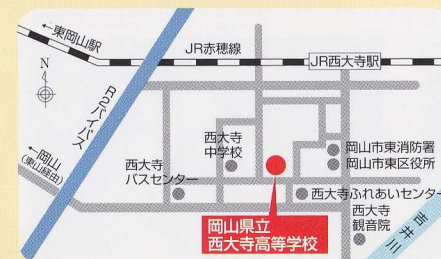 ←東岡山駅
JR赤穂線
JR西大寺駅
N
R2バイパス
←岡山
(東山経由)
西大寺
中学校
西大寺
バスセンター
岡山市東消防署
岡山市東区役所
西大寺ふれあいセンター
西大寺
観音院
吉井川
岡山県立
西大寺高等学校